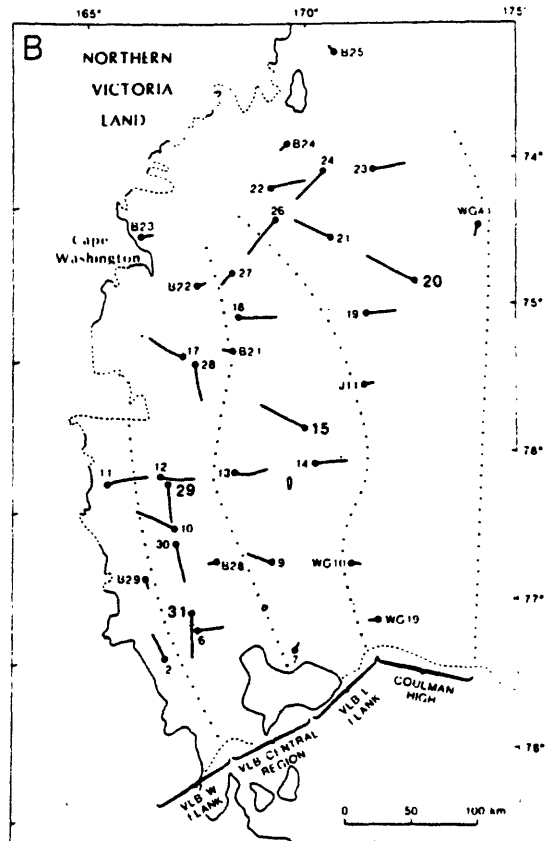 165°
170°
175°
B
NORTHERN
VICTORIA
LAND
B25
B24
24
23
74°
22
26
WG41
B23
21
Cape
Washington
20
27
B22
75°
18
19
17
B21
28
J11
15
78°
14
12
13
11
29
10
30
B28
9
WG10
B29
77°
31
WG19
6
7
2
COULMAN
HIGH
VLB L
FLANK
VLB CENTRAL
REGION
VLB W
FLANK
78°
0
50
100 km